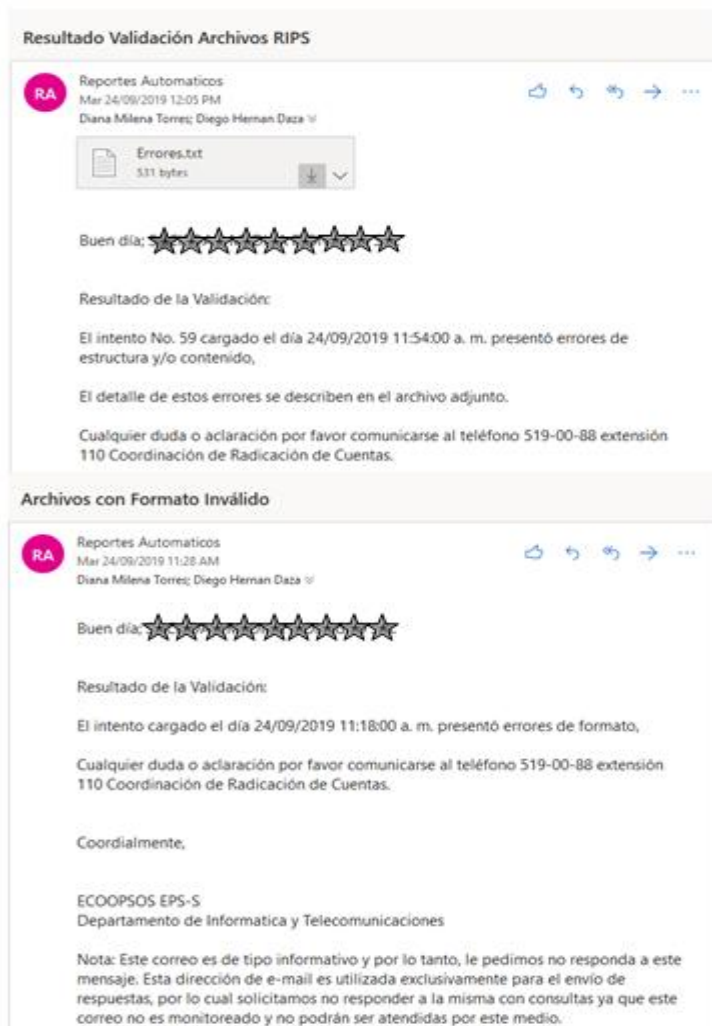 Resultado Validación Archivos RIPS
RA
Reportes Automaticos
Mar 24/09/2019 12:05 PM
Diana Milena Torres; Diego Hernan Daza
Errores.txt
531 bytes
Buen día;
Resultado de la Validación:
El intento No. 59 cargado el día 24/09/2019 11:54:00 a. m. presentó errores de
estructura y/o contenido,
El detalle de estos errores se describen en el archivo adjunto.
Cualquier duda o aclaración por favor comunicarse al teléfono 519-00-88 extensión
110 Coordinación de Radicación de Cuentas.
Archivos con Formato Inválido
RA
Reportes Automaticos
Mar 24/09/2019 11:28 AM
Diana Milena Torres; Diego Hernan Daza
Buen día;
Resultado de la Validación:
El intento cargado el día 24/09/2019 11:18:00 a. m. presentó errores de formato,
Cualquier duda o aclaración por favor comunicarse al teléfono 519-00-88 extensión
110 Coordinación de Radicación de Cuentas.
Coordialmente,
ECOOPSOS EPS-S
Departamento de Informatica y Telecomunicaciones
Nota: Este correo es de tipo informativo y por lo tanto, le pedimos no responda a este
mensaje. Esta dirección de e-mail es utilizada exclusivamente para el envío de
respuestas, por lo cual solicitamos no responder a la misma con consultas ya que este
correo no es monitoreado y no podrán ser atendidas por este medio.